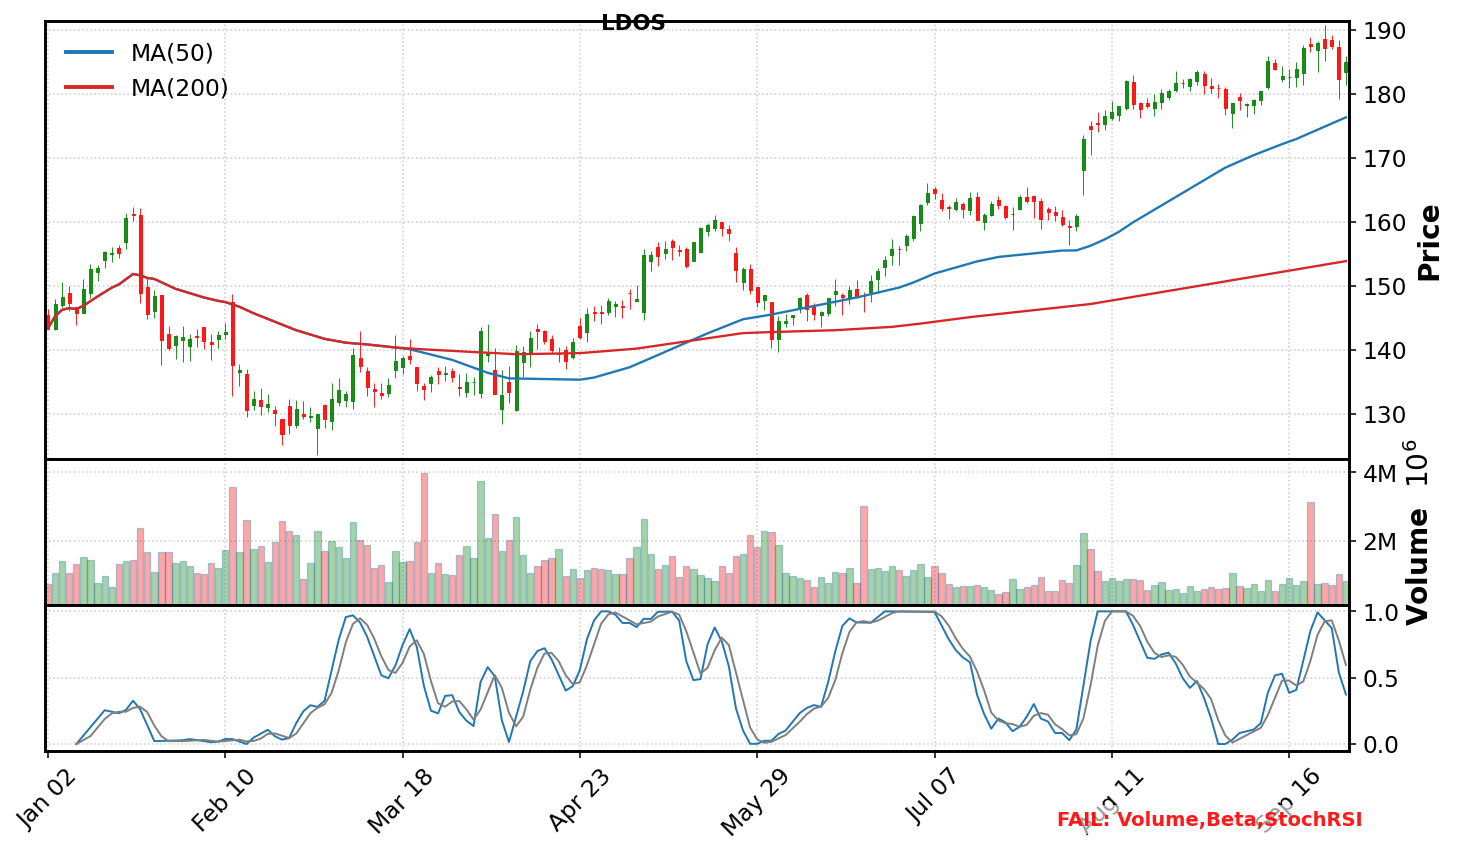 LDOS
MA(50)
MA(200)
190
180
170
160
150
140
130
Price
4M
2M
Volume 10^6
1.0
0.5
0.0
Jan 02
Feb 10
Mar 18
Apr 23
May 29
Jul 07
Aug 11
Sep 16
FAIL: Volume,Beta,StochRSI